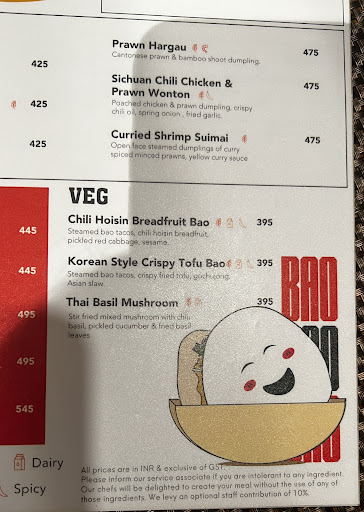 Prawn Hargau 475
Cantonese prawn & bamboo shoot dumpling.
425
Sichuan Chili Chicken &
Prawn Wonton 475
Poached chicken & prawn dumpling, crispy
chili oil, spring onion , fried garlic.
425
Curried Shrimp Suimai 475
Open face steamed dumplings of curry
spiced minced prawns, yellow curry sauce
425
VEG
Chili Hoisin Breadfruit Bao 395
Steamed bao tacos, chili hoisin breadfruit,
pickled red cabbage, sesame.
445
Korean Style Crispy Tofu Bao 395
Steamed bao tacos, crispy fried tofu, gochujong,
Asian slaw.
445
Thai Basil Mushroom 395
Stir fried mixed mushroom with chilu
basil, pickled cucumber & fried basil
leaves
495
495
545
BAO
BAO
BAO
Dairy
Spicy
All prices are in INR & exclusive of GST.
Please inform our service associate if you are intolerant to any ingredient.
Our chefs will be delighted to create your meal without the use of any of
those ingredients. We levy an optional staff contribution of 10%.